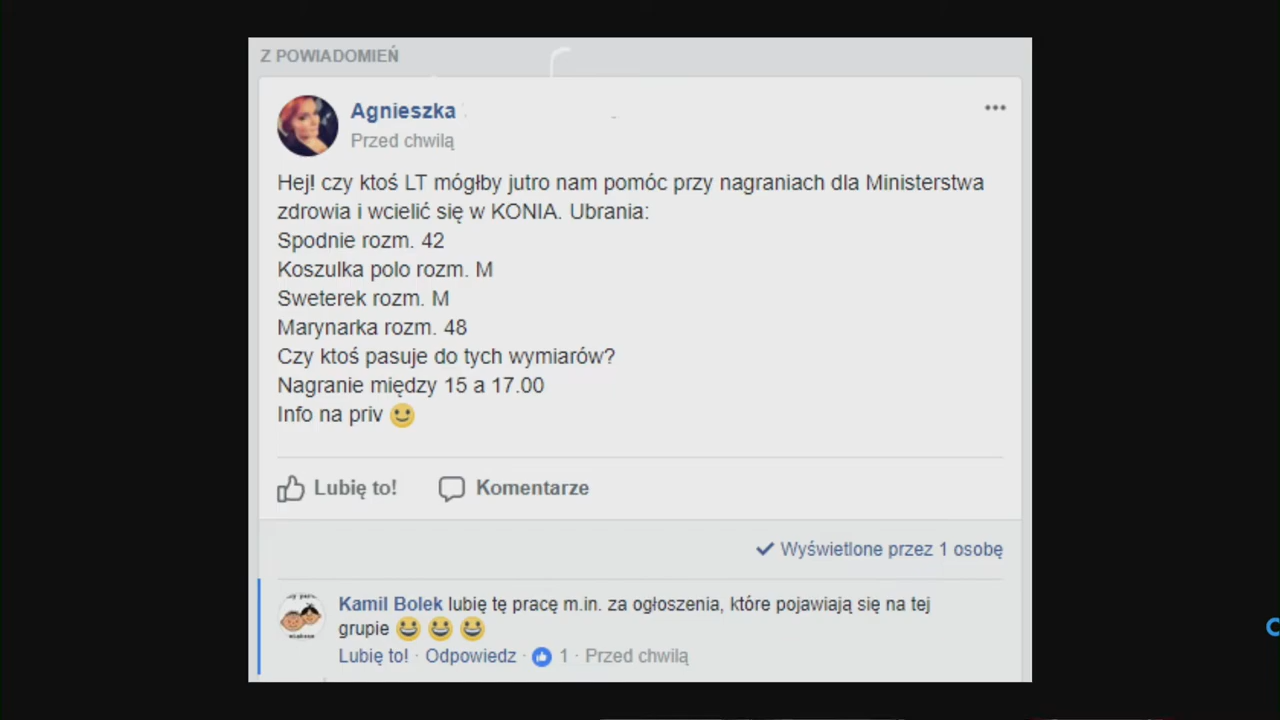 Z POWIADOMIEŃ
Agnieszka
Przed chwilą
Hej! czy ktoś LT mógłby jutro nam pomóc przy nagraniach dla Ministerstwa
zdrowia i wcielić się w KONIA. Ubrania:
Spodnie rozm. 42
Koszulka polo rozm. M
Sweterek rozm. M
Marynarka rozm. 48
Czy ktoś pasuje do tych wymiarów?
Nagranie między 15 a 17.00
Info na priv
Lubię to! Komentarze
Wyświetlone przez 1 osobę
Kamil Bolek lubię tę pracę m.in. za ogłoszenia, które pojawiają się na tej
grupie
Lubię to! · Odpowiedz · 1 · Przed chwilą